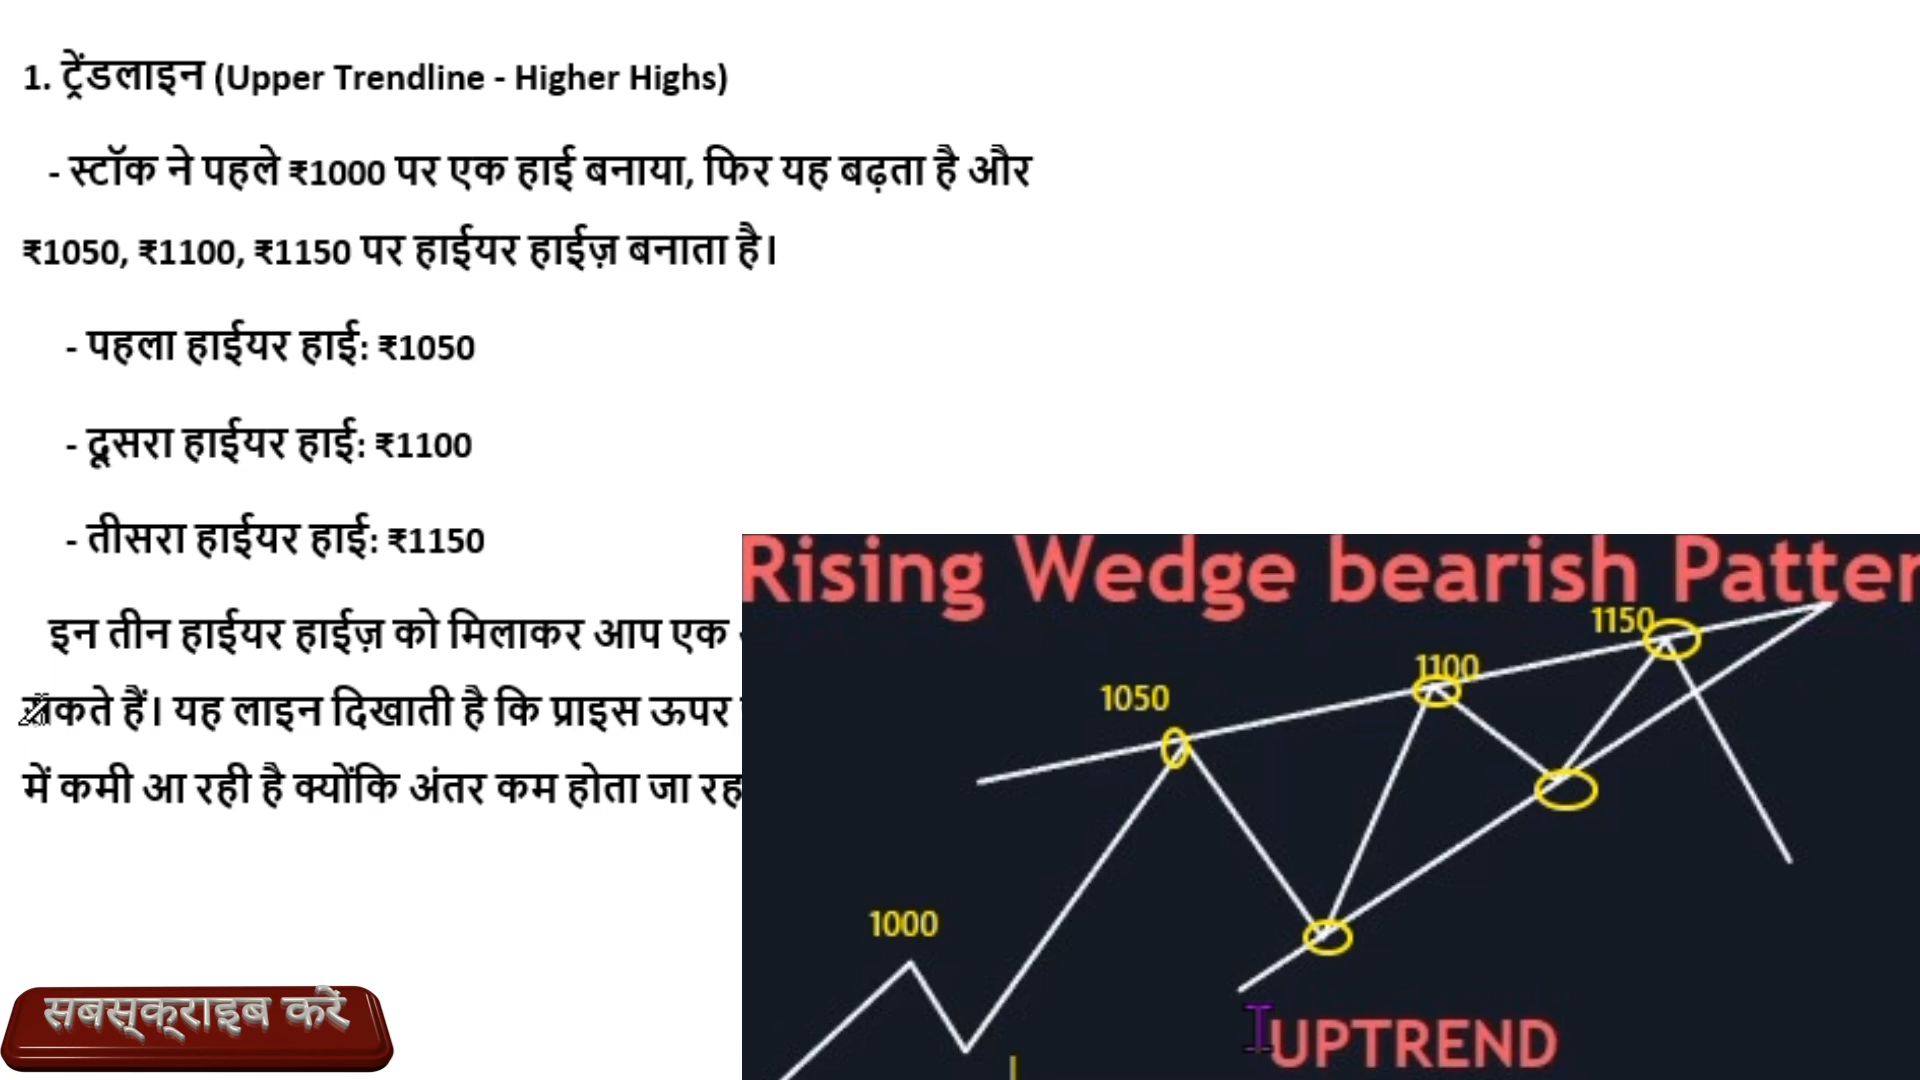 1. ट्रेंडलाइन (Upper Trendline - Higher Highs)
- स्टॉक ने पहले ₹1000 पर एक हाई बनाया, फिर यह बढ़ता है और
₹1050, ₹1100, ₹1150 पर हाईयर हाईज़ बनाता है।
- पहला हाईयर हाई: ₹1050
- दूसरा हाईयर हाई: ₹1100
- तीसरा हाईयर हाई: ₹1150
इन तीन हाईयर हाईज़ को मिलाकर आप एक
सकते हैं। यह लाइन दिखाती है कि प्राइस ऊपर
में कमी आ रही है क्योंकि अंतर कम होता जा रह
Rising Wedge bearish Patter
1150
1100
1050
1000
UPTREND
सबस्क्राइब करें